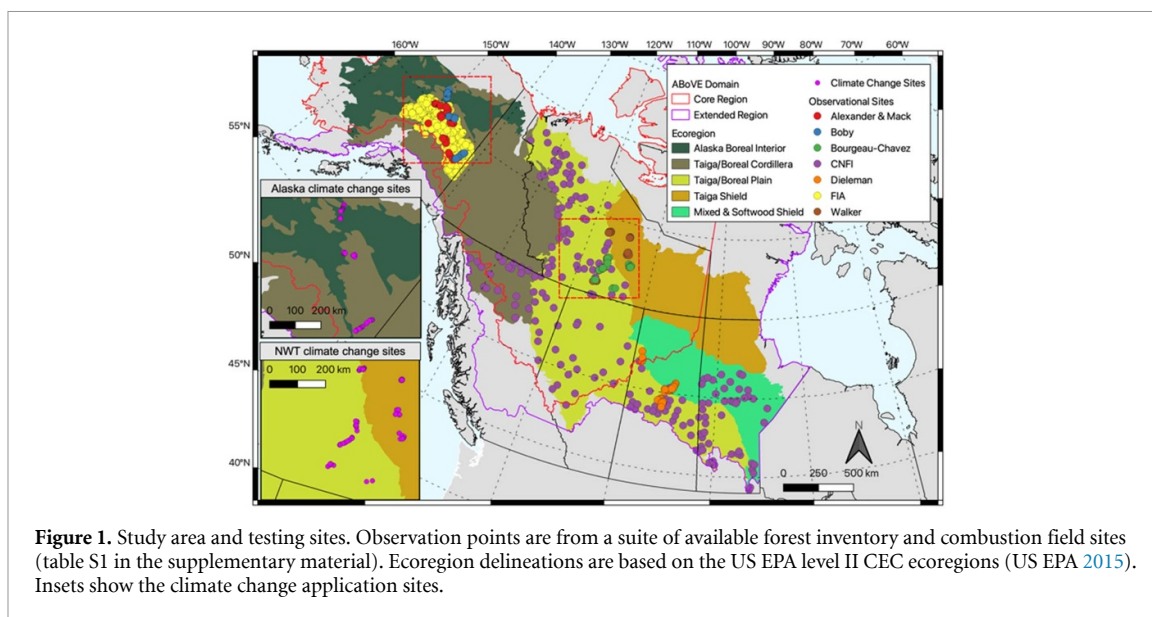 160°W 150°W 140°W 130°W 120°W 110°W 100°W 90°W 80°W 70°W 60°W
55°N
50°N
45°N
40°N
ABoVE Domain
Core Region
Extended Region
Ecoregion
Alaska Boreal Interior
Taiga/Boreal Cordillera
Taiga/Boreal Plain
Taiga Shield
Mixed & Softwood Shield
Climate Change Sites
Observational Sites
Alexander & Mack
Boby
Bourgeau-Chavez
CNFI
Dieleman
FIA
Walker
Alaska climate change sites
0 100 200 km
NWT climate change sites
0 100 200 km
N
0 250 500 km
Figure 1. Study area and testing sites. Observation points are from a suite of available forest inventory and combustion field sites
(table S1 in the supplementary material). Ecoregion delineations are based on the US EPA level II CEC ecoregions (US EPA 2015).
Insets show the climate change application sites.